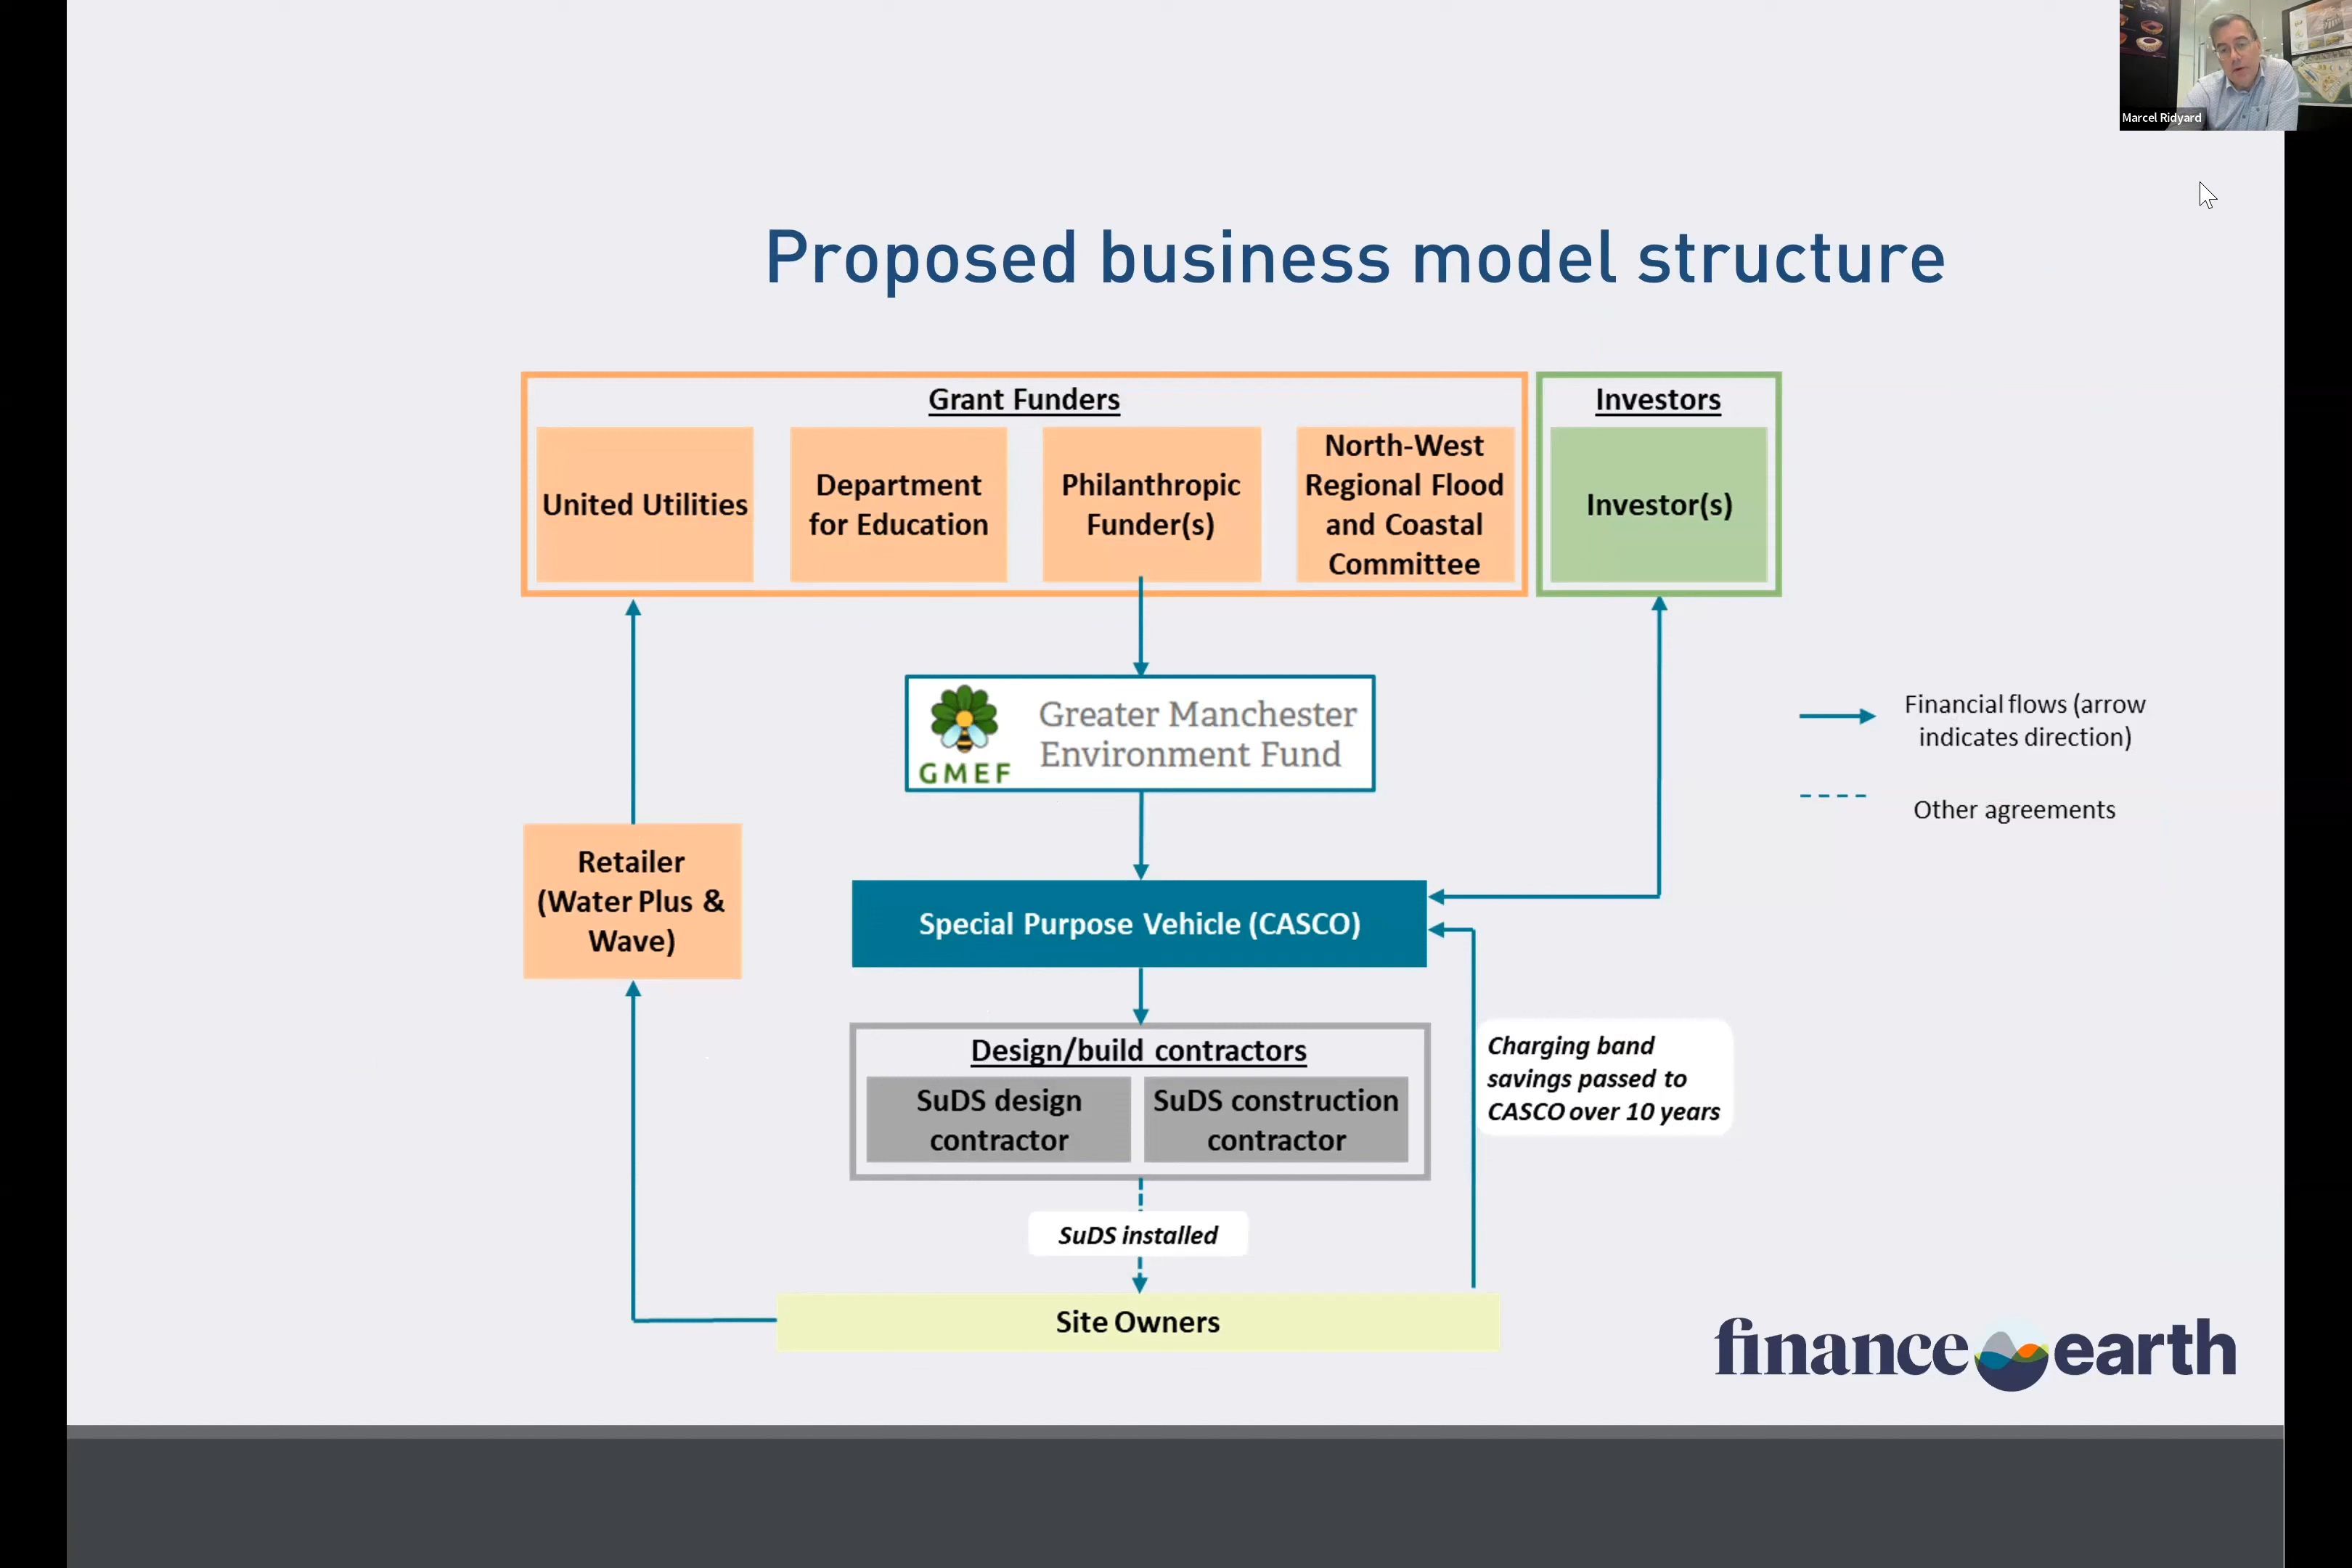 Marcel Ridyard
Proposed business model structure
Grant Funders
United Utilities
Department
for Education
Philanthropic
Funder(s)
North-West
Regional Flood
and Coastal
Committee
Investors
Investor(s)
GMEF
Greater Manchester
Environment Fund
Financial flows (arrow
indicates direction)
Other agreements
Retailer
(Water Plus &
Wave)
Special Purpose Vehicle (CASCO)
Design/build contractors
SuDS design
contractor
SuDS construction
contractor
Charging band
savings passed to
CASCO over 10 years
SuDS installed
Site Owners
finance earth